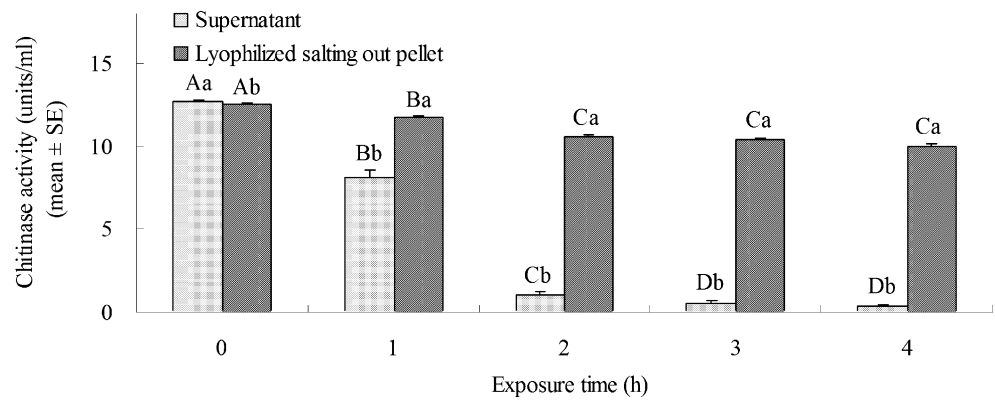 Supernatant
Lyophilized salting out pellet
Chitinase activity (units/ml)
(mean ± SE)
15
10
5
0
Aa Ab
Bb Ba
Cb Ca
Db Ca
Db Ca
0 1 2 3 4
Exposure time (h)